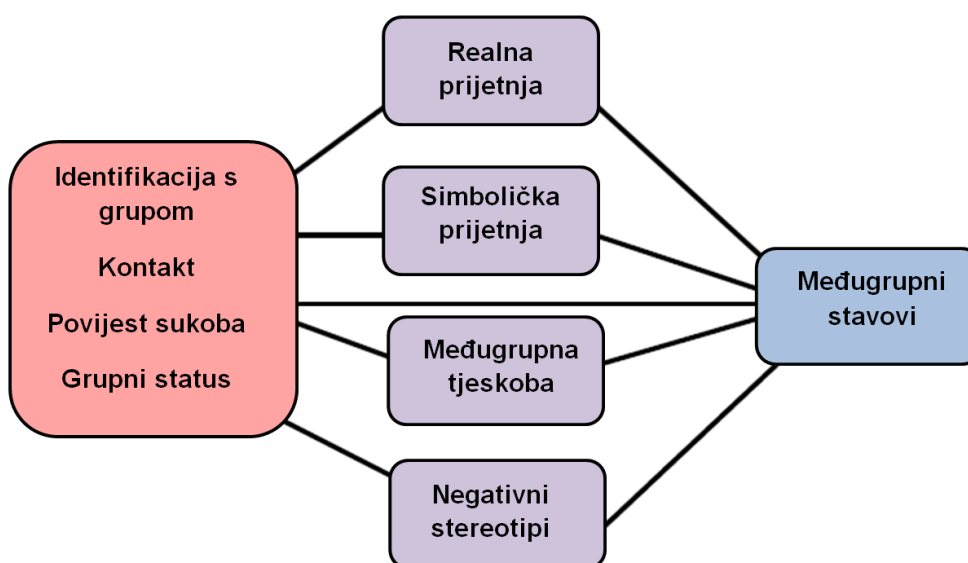 Identifikacija s
grupom
Kontakt
Povijest sukoba
Grupni status
Realna
prijetnja
Simbolička
prijetnja
Međugrupna
tjeskoba
Negativni
stereotipi
Međugrupni
stavovi